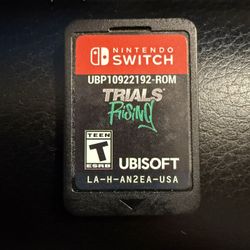 NINTENDO
SWITCH
UBP10922192-ROM
TRIALS
RISING
TEEN
T
ESRB
UBISOFT
LA-H-AN2EA-USA